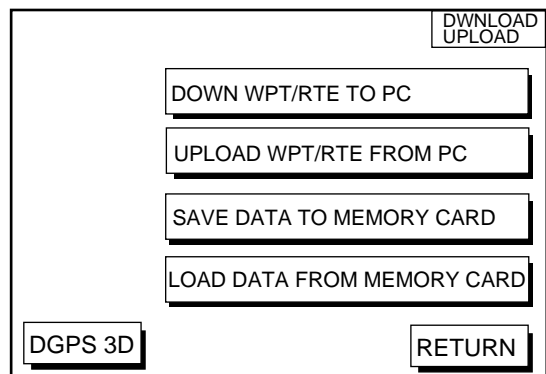 DWNLOAD
UPLOAD
DOWN WPT/RTE TO PC
UPLOAD WPT/RTE FROM PC
SAVE DATA TO MEMORY CARD
LOAD DATA FROM MEMORY CARD
DGPS 3D
RETURN